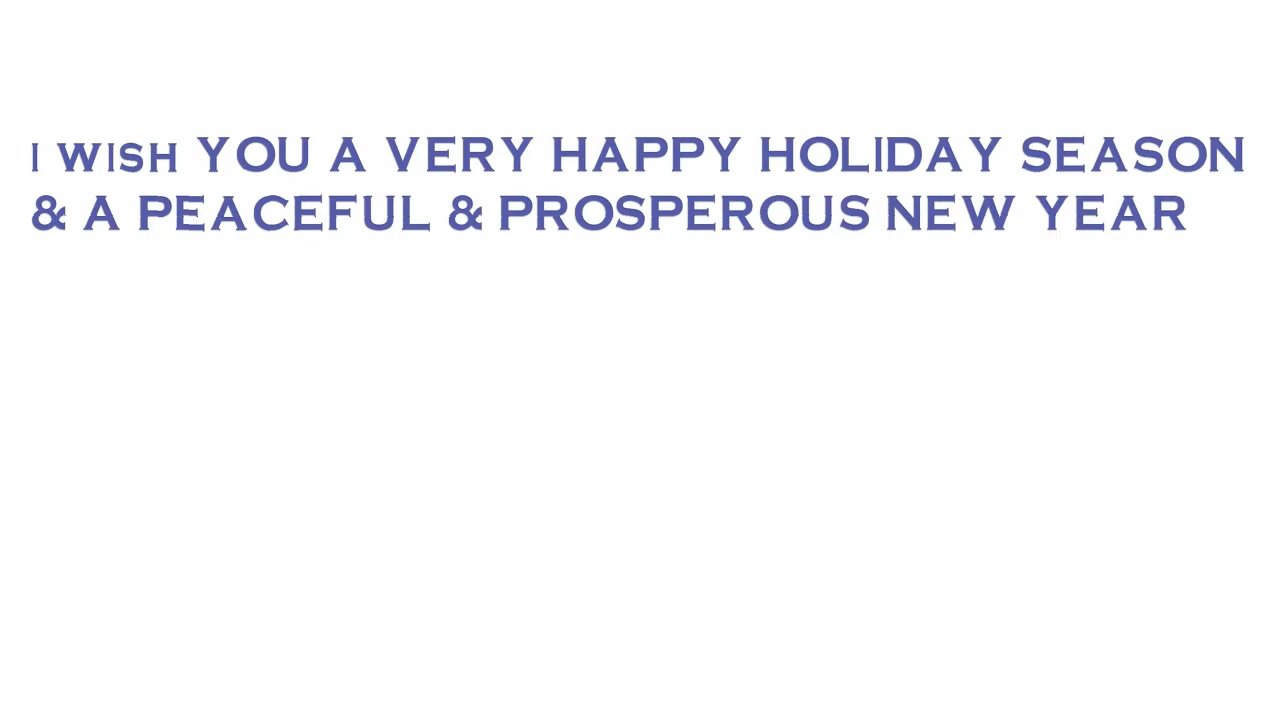 I WISH YOU A VERY HAPPY HOLIDAY SEASON
& A PEACEFUL & PROSPEROUS NEW YEAR